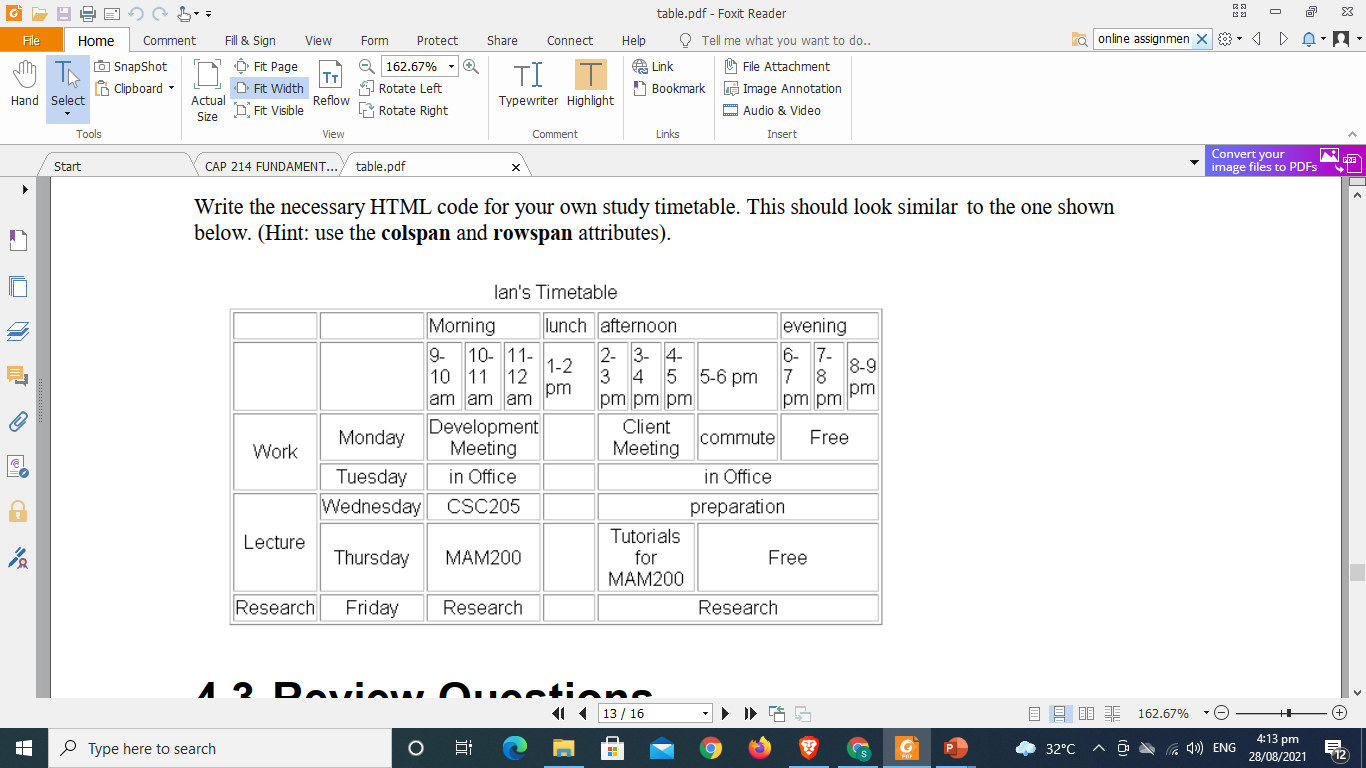 table.pdf - Foxit Reader
File Home Comment Fill & Sign View Form Protect Share Connect Help Tell me what you want to do.. online assignmen
Hand
Select
SnapShot
Clipboard
Tools
Actual Size
Fit Page
Fit Width
Fit Visible
Reflow
162.67%
Rotate Left
Rotate Right
View
Typewriter
Highlight
Comment
Link
Bookmark
Links
File Attachment
Image Annotation
Audio & Video
Insert
Start CAP 214 FUNDAMENT... table.pdf
Convert your
image files to PDFs
Write the necessary HTML code for your own study timetable. This should look similar to the one shown
below. (Hint: use the colspan and rowspan attributes).
Ian's Timetable
Morning lunch afternoon evening
9-10 am 10-11 am 11-12 am 1-2 pm 2-3 pm 3-4 pm 4-5 pm 5-6 pm 6-7 pm 7-8 pm 8-9 pm
Work Monday Development Meeting Client Meeting commute Free
Tuesday in Office in Office
Lecture Wednesday CSC205 preparation
Thursday MAM200 Tutorials for MAM200 Free
Research Friday Research Research
4.3 Review Questions
13 / 16
162.67%
Type here to search
32°C
ENG
4:13 pm
28/08/2021
12